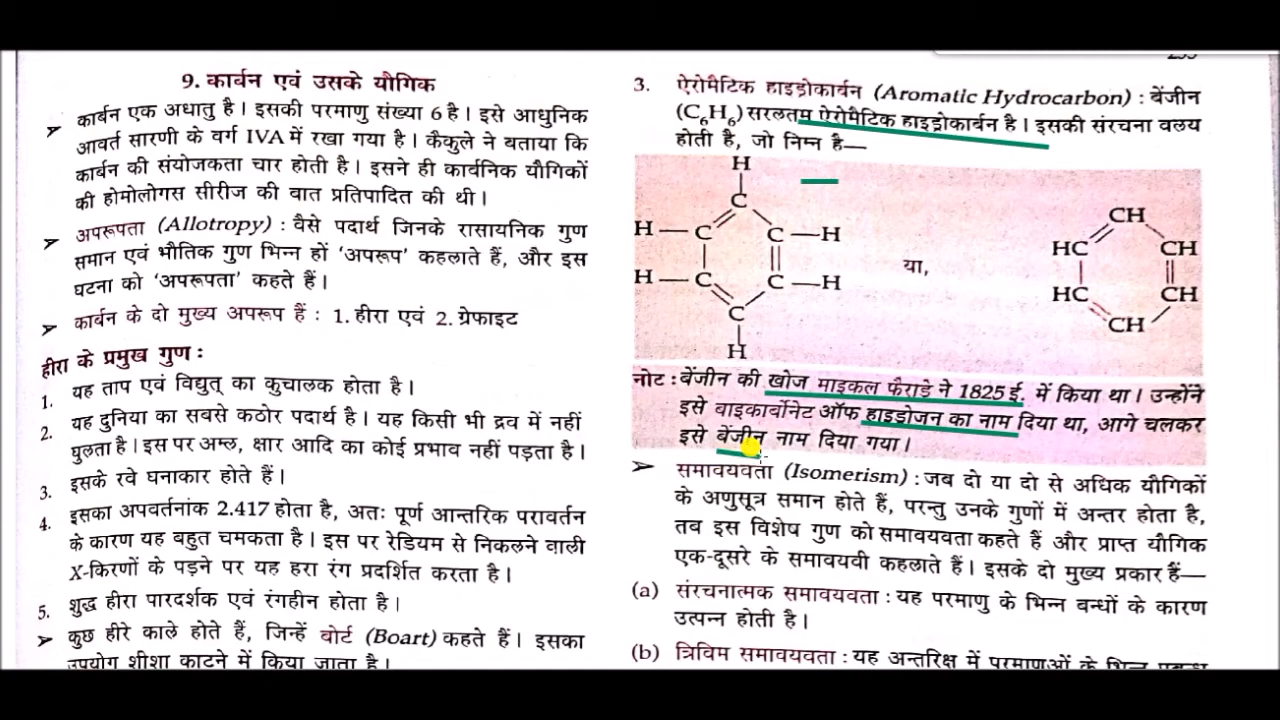 9. कार्बन एवं उसके यौगिक
➢ कार्बन एक अधातु है। इसकी परमाणु संख्या 6 है। इसे आधुनिक
आवर्त सारणी के वर्ग IVA में रखा गया है। कैकुले ने बताया कि
कार्बन की संयोजकता चार होती है। इसने ही कार्बनिक यौगिकों
की होमोलोगस सीरीज की बात प्रतिपादित की थी।
➢ अपरूपता (Allotropy) : वैसे पदार्थ जिनके रासायनिक गुण
समान एवं भौतिक गुण भिन्न हों ‘अपरूप’ कहलाते हैं, और इस
घटना को ‘अपरूपता’ कहते हैं।
➢ कार्बन के दो मुख्य अपरूप हैं : 1. हीरा एवं 2. ग्रेफाइट
हीरा के प्रमुख गुण :
1. यह ताप एवं विद्युत् का कुचालक होता है।
2. यह दुनिया का सबसे कठोर पदार्थ है। यह किसी भी द्रव में नहीं
घुलता है। इस पर अम्ल, क्षार आदि का कोई प्रभाव नहीं पड़ता है।
3. इसके रवे घनाकार होते हैं।
4. इसका अपवर्तनांक 2.417 होता है, अतः पूर्ण आन्तरिक परावर्तन
के कारण यह बहुत चमकता है। इस पर रेडियम से निकलने वाली
X-किरणों के पड़ने पर यह हरा रंग प्रदर्शित करता है।
5. शुद्ध हीरा पारदर्शक एवं रंगहीन होता है।
➢ कुछ हीरे काले होते हैं, जिन्हें बोर्ट (Boart) कहते हैं। इसका
उपयोग शीशा काटने में किया जाता है।
3. ऐरोमैटिक हाइड्रोकार्बन (Aromatic Hydrocarbon) : बेंजीन
(C₆H₆) सरलतम ऐरोमैटिक हाइड्रोकार्बन है। इसकी संरचना वलय
होती है, जो निम्न है—
H
C
H — C C — H
H — C C — H
C
H
या,
CH
HC CH
HC CH
CH
नोट : बेंजीन की खोज माइकल फैराडे ने 1825 ई. में किया था। उन्होंने
इसे बाइकार्बोनेट ऑफ हाइड्रोजन का नाम दिया था, आगे चलकर
इसे बेंजीन नाम दिया गया।
➢ समावयवता (Isomerism) : जब दो या दो से अधिक यौगिकों
के अणुसूत्र समान होते हैं, परन्तु उनके गुणों में अन्तर होता है,
तब इस विशेष गुण को समावयवता कहते हैं और प्राप्त यौगिक
एक-दूसरे के समावयवी कहलाते हैं। इसके दो मुख्य प्रकार हैं—
(a) संरचनात्मक समावयवता : यह परमाणु के भिन्न बन्धों के कारण
उत्पन्न होती है।
(b) त्रिविम समावयवता : यह अन्तरिक्ष में परमाणुओं के भिन्न